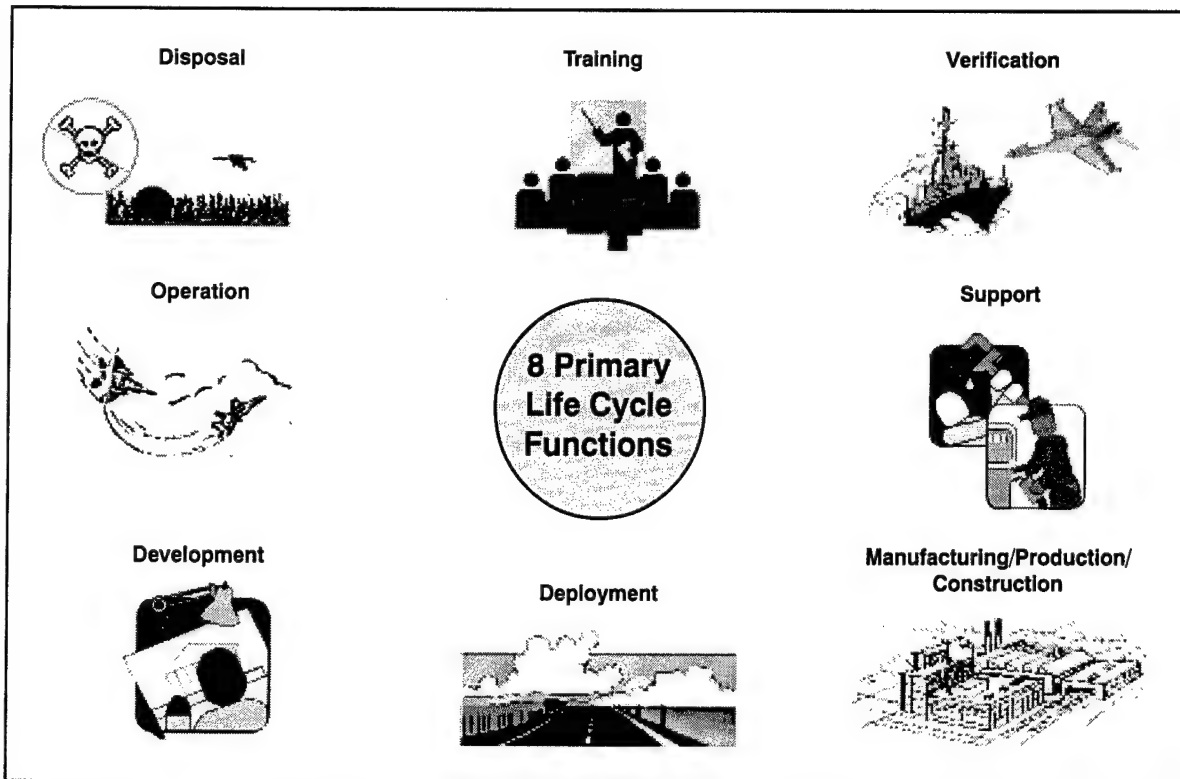 Disposal
Training
Verification
Operation
8 Primary
Life Cycle
Functions
Support
Development
Deployment
Manufacturing/Production/
Construction